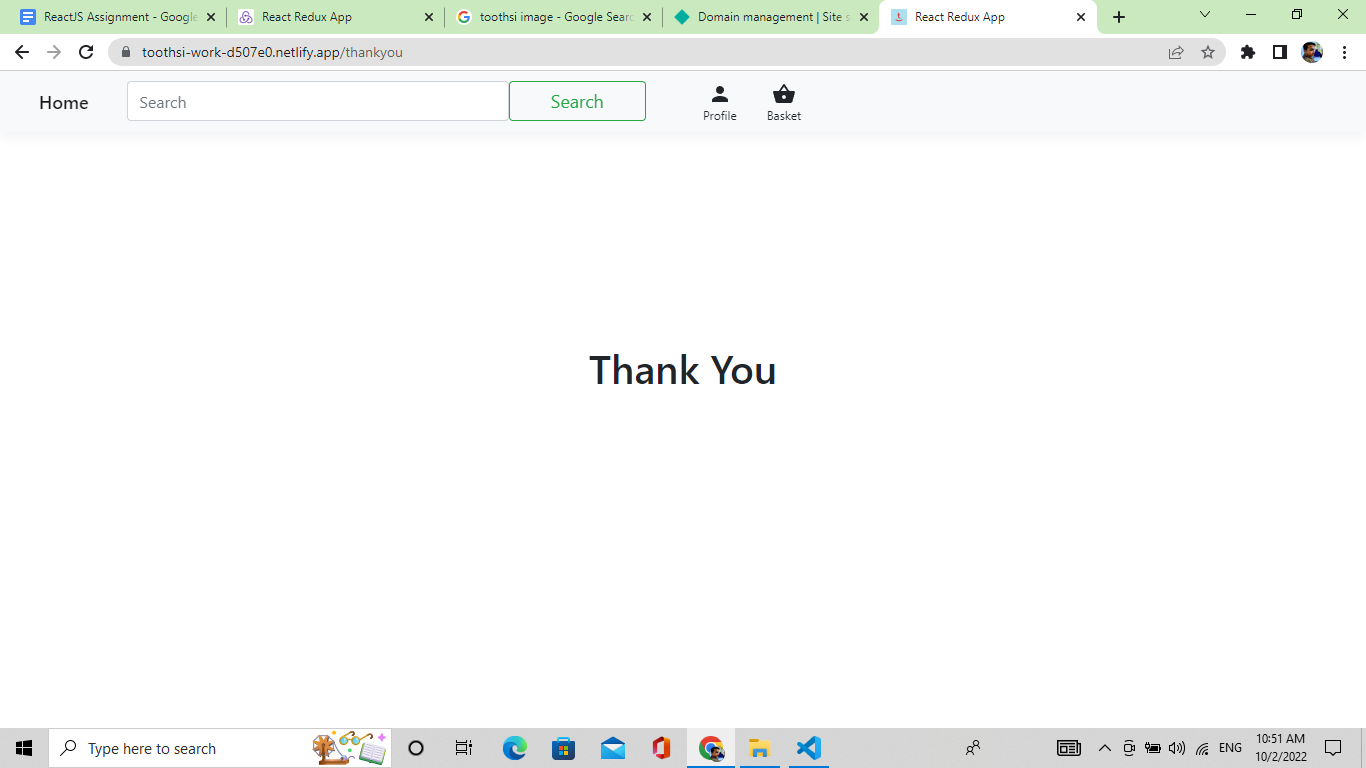 ReactJS Assignment - Google
React Redux App
toothsi image - Google Searc
Domain management | Site s
React Redux App
toothsi-work-d507e0.netlify.app/thankyou
Home
Search
Search
Profile
Basket
Thank You
Type here to search
ENG
10:51 AM
10/2/2022